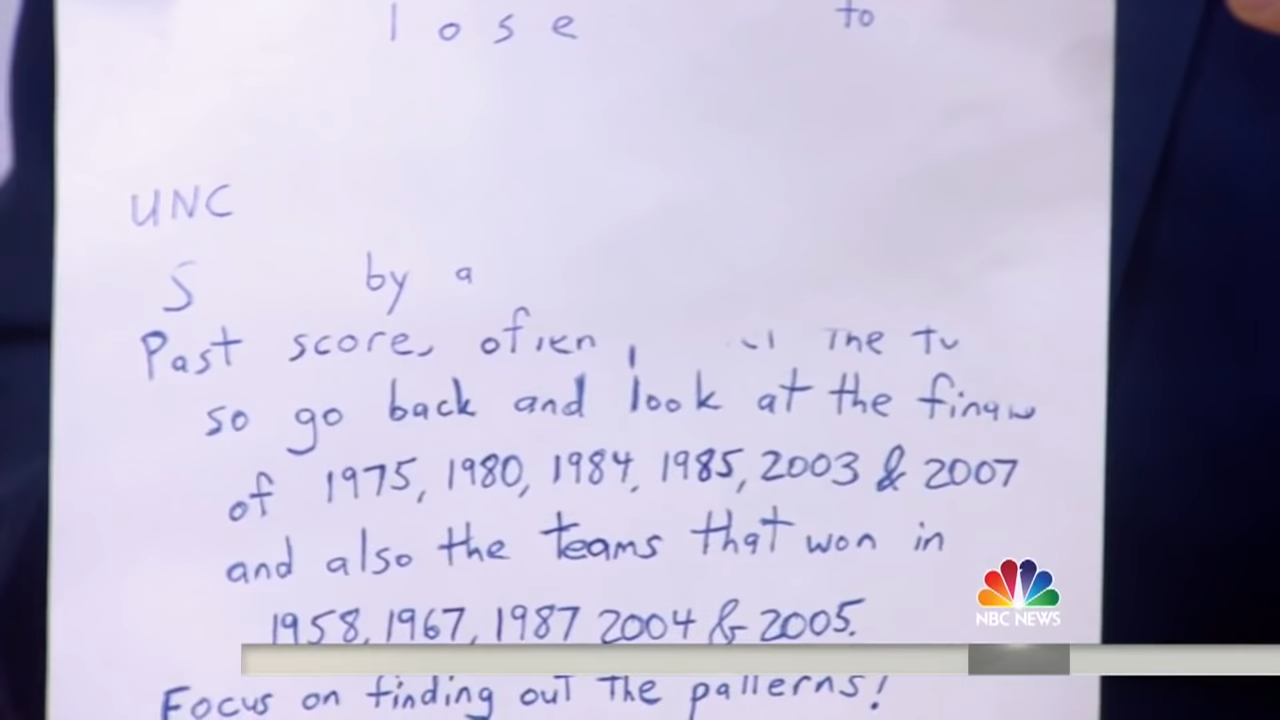 lose to
UNC
S by a
Past score, often the
so go back and look at the
of 1975, 1980, 1984, 1985, 2003 & 2007
and also the teams that won in
1958, 1967, 1987 2004 & 2005.
NBC NEWS
Focus on finding out the patterns!